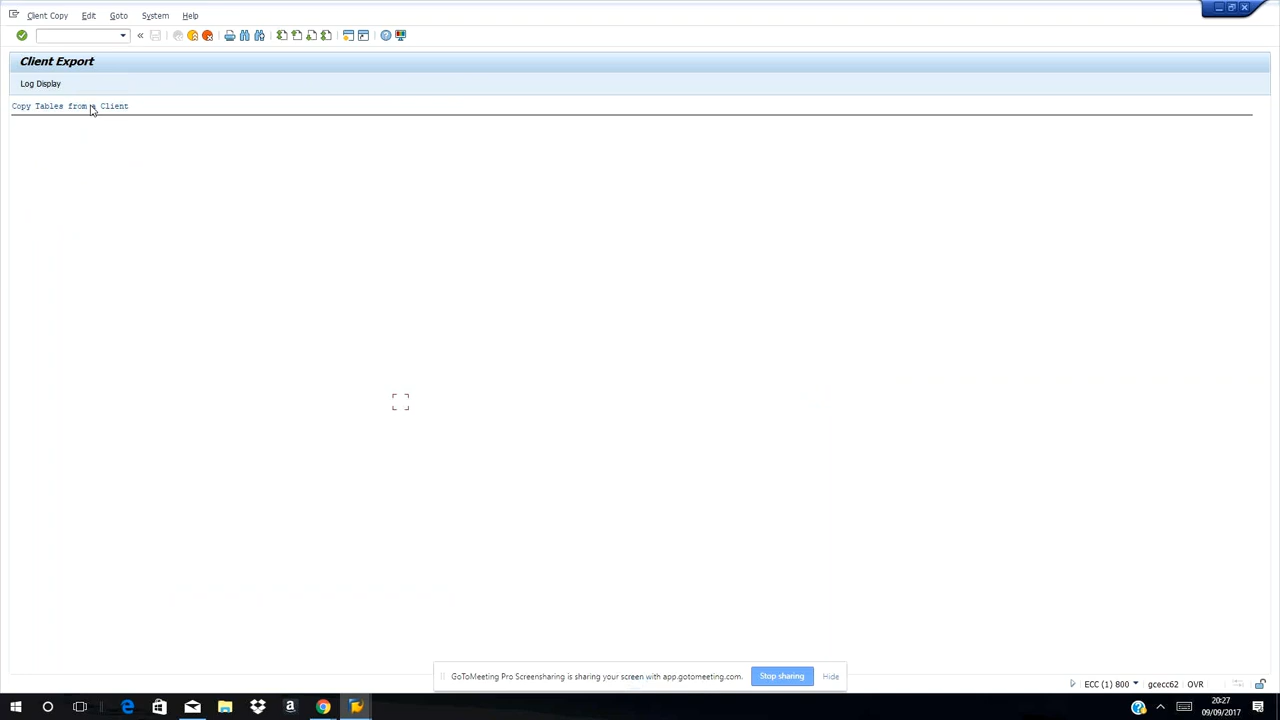 Client Copy Edit Goto System Help
Client Export
Log Display
Copy Tables from a Client
GoToMeeting Pro Screensharing is sharing your screen with app.gotomeeting.com. Stop sharing Hide
ECC (1) 800 gcecc62 OVR
20:27
09/09/2017